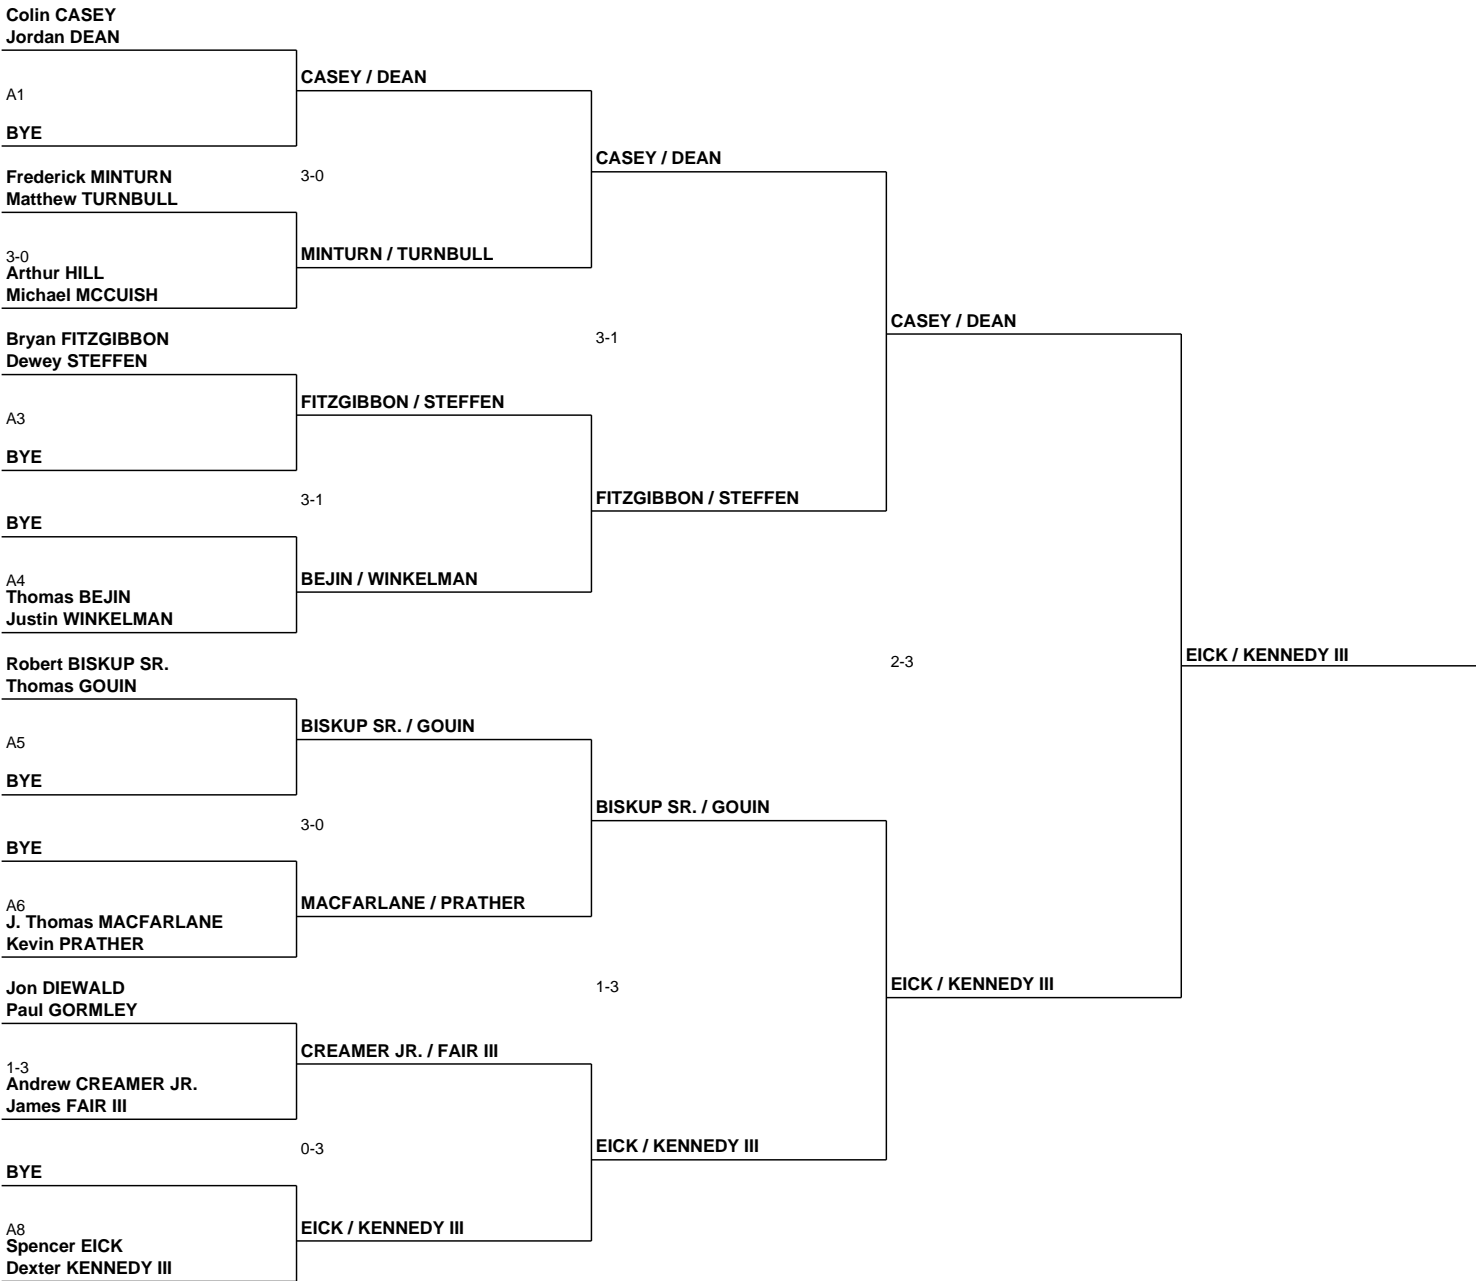 Colin CASEY
Jordan DEAN
CASEY / DEAN
A1
BYE
CASEY / DEAN
Frederick MINTURN
3-0
Matthew TURNBULL
MINTURN / TURNBULL
3-0
Arthur HILL
Michael MCCUISH
CASEY / DEAN
Bryan FITZGIBBON
3-1
Dewey STEFFEN
FITZGIBBON / STEFFEN
A3
BYE
3-1
FITZGIBBON / STEFFEN
BYE
BEJIN / WINKELMAN
A4
Thomas BEJIN
Justin WINKELMAN
EICK / KENNEDY III
2-3
Robert BISKUP SR.
Thomas GOUIN
BISKUP SR. / GOUIN
A5
BYE
BISKUP SR. / GOUIN
3-0
BYE
MACFARLANE / PRATHER
A6
J. Thomas MACFARLANE
Kevin PRATHER
EICK / KENNEDY III
Jon DIEWALD
1-3
Paul GORMLEY
CREAMER JR. / FAIR III
1-3
Andrew CREAMER JR.
James FAIR III
EICK / KENNEDY III
0-3
BYE
EICK / KENNEDY III
A8
Spencer EICK
Dexter KENNEDY III